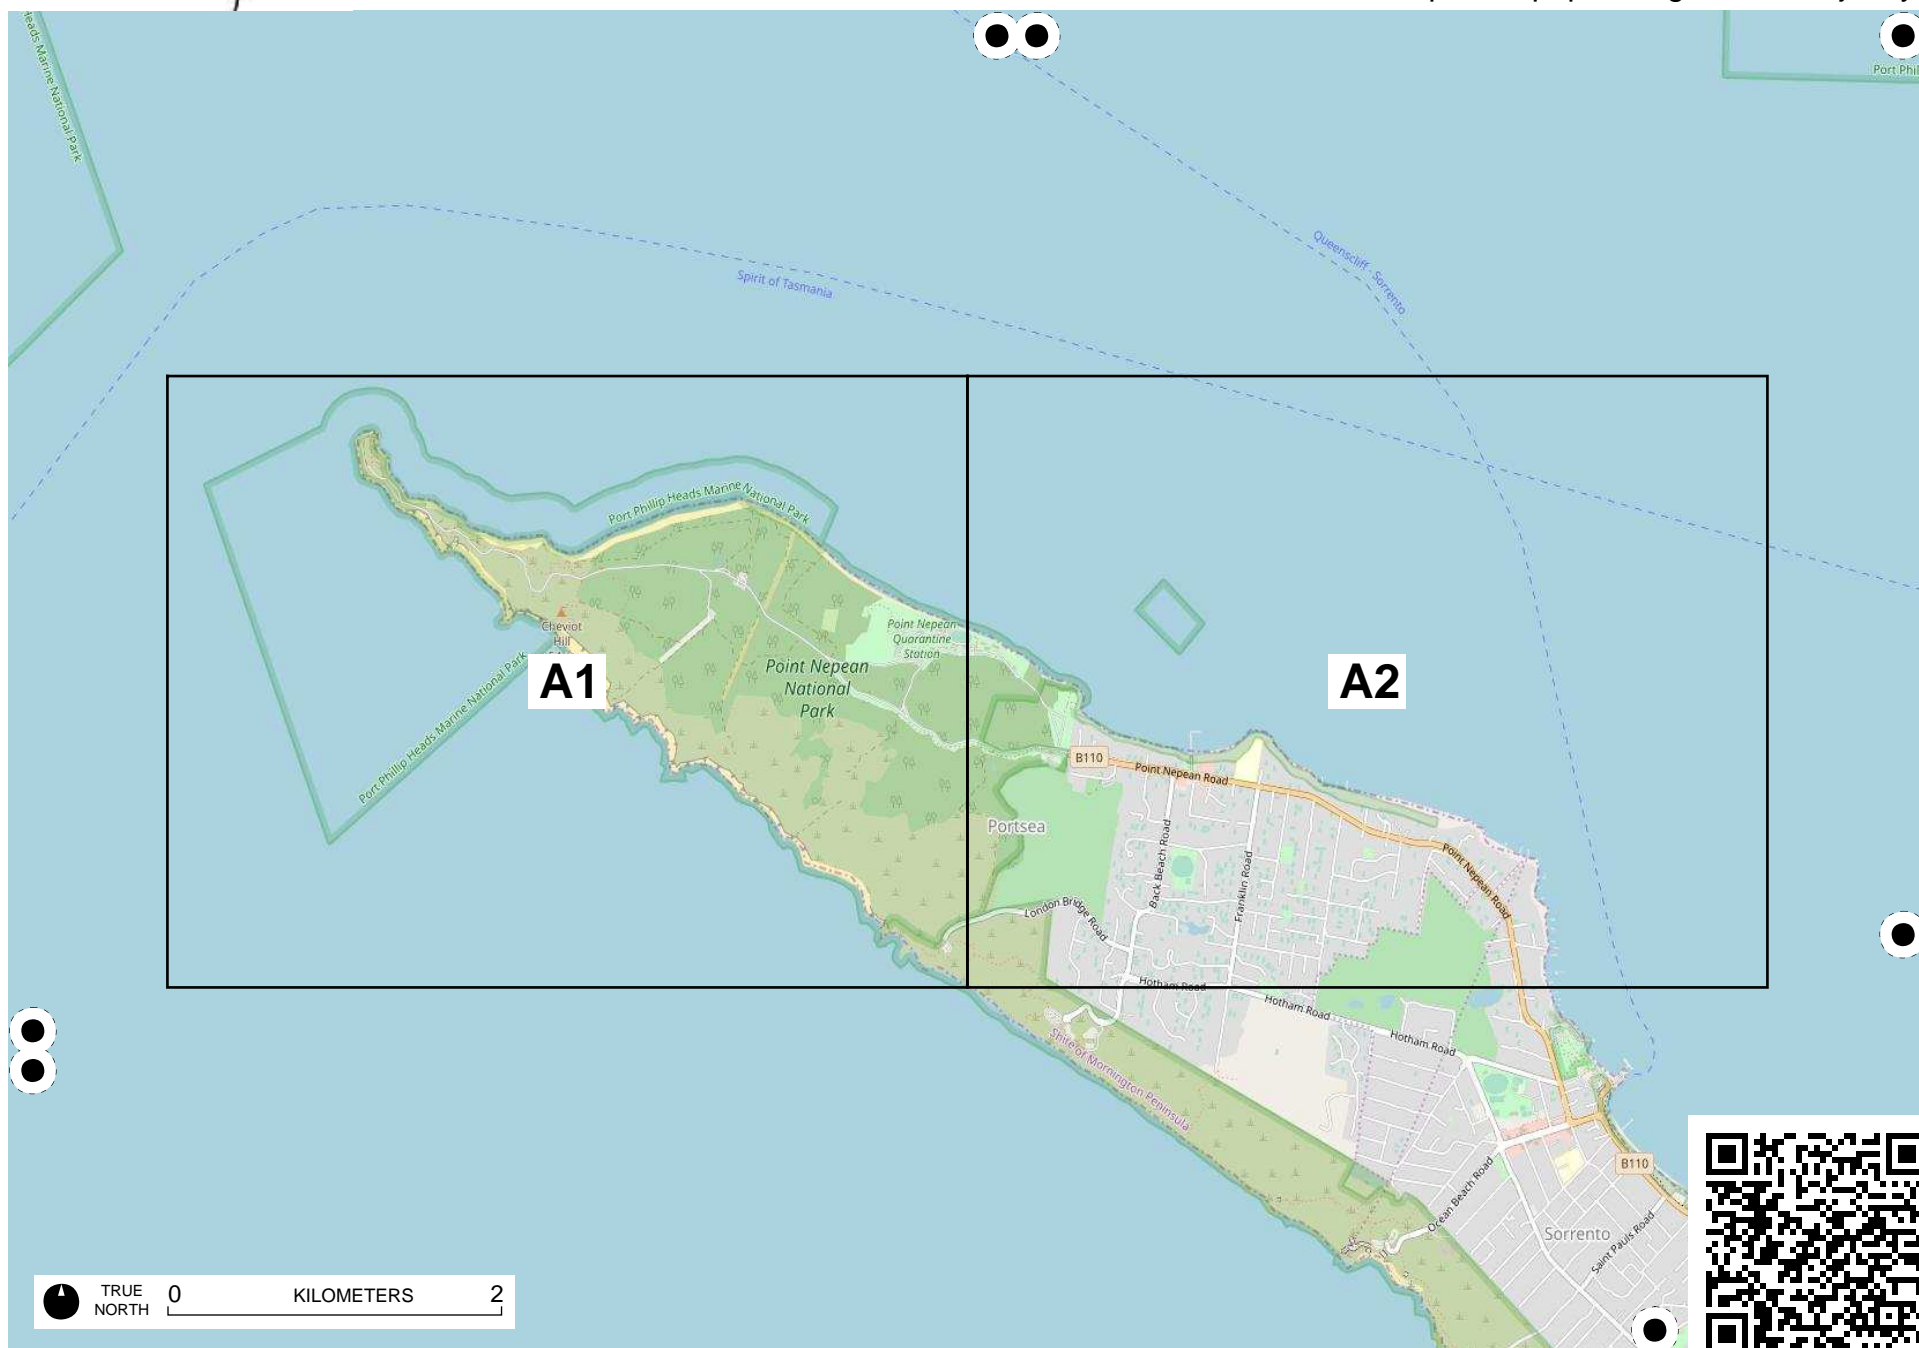 Heads Marine National Park
Port Phil
Queenscliff - Sorrento
Spirit of Tasmania
Port Phillip Heads Marine National Park
Cheviot
Hill
Point Nepean
Quarantine
Station
A1
Point Nepean
National
Park
A2
Port Phillip Heads Marine National Park
B110
Point Nepean Road
Portsea
Back Beach Road
Franklin Road
Point Nepean Road
London Bridge Road
Hotham Road
Hotham Road
Hotham Road
Shire of Mornington Peninsula
B110
Ocean Beach Road
Saint Pauls Road
Sorrento
TRUE
NORTH
0 KILOMETERS 2